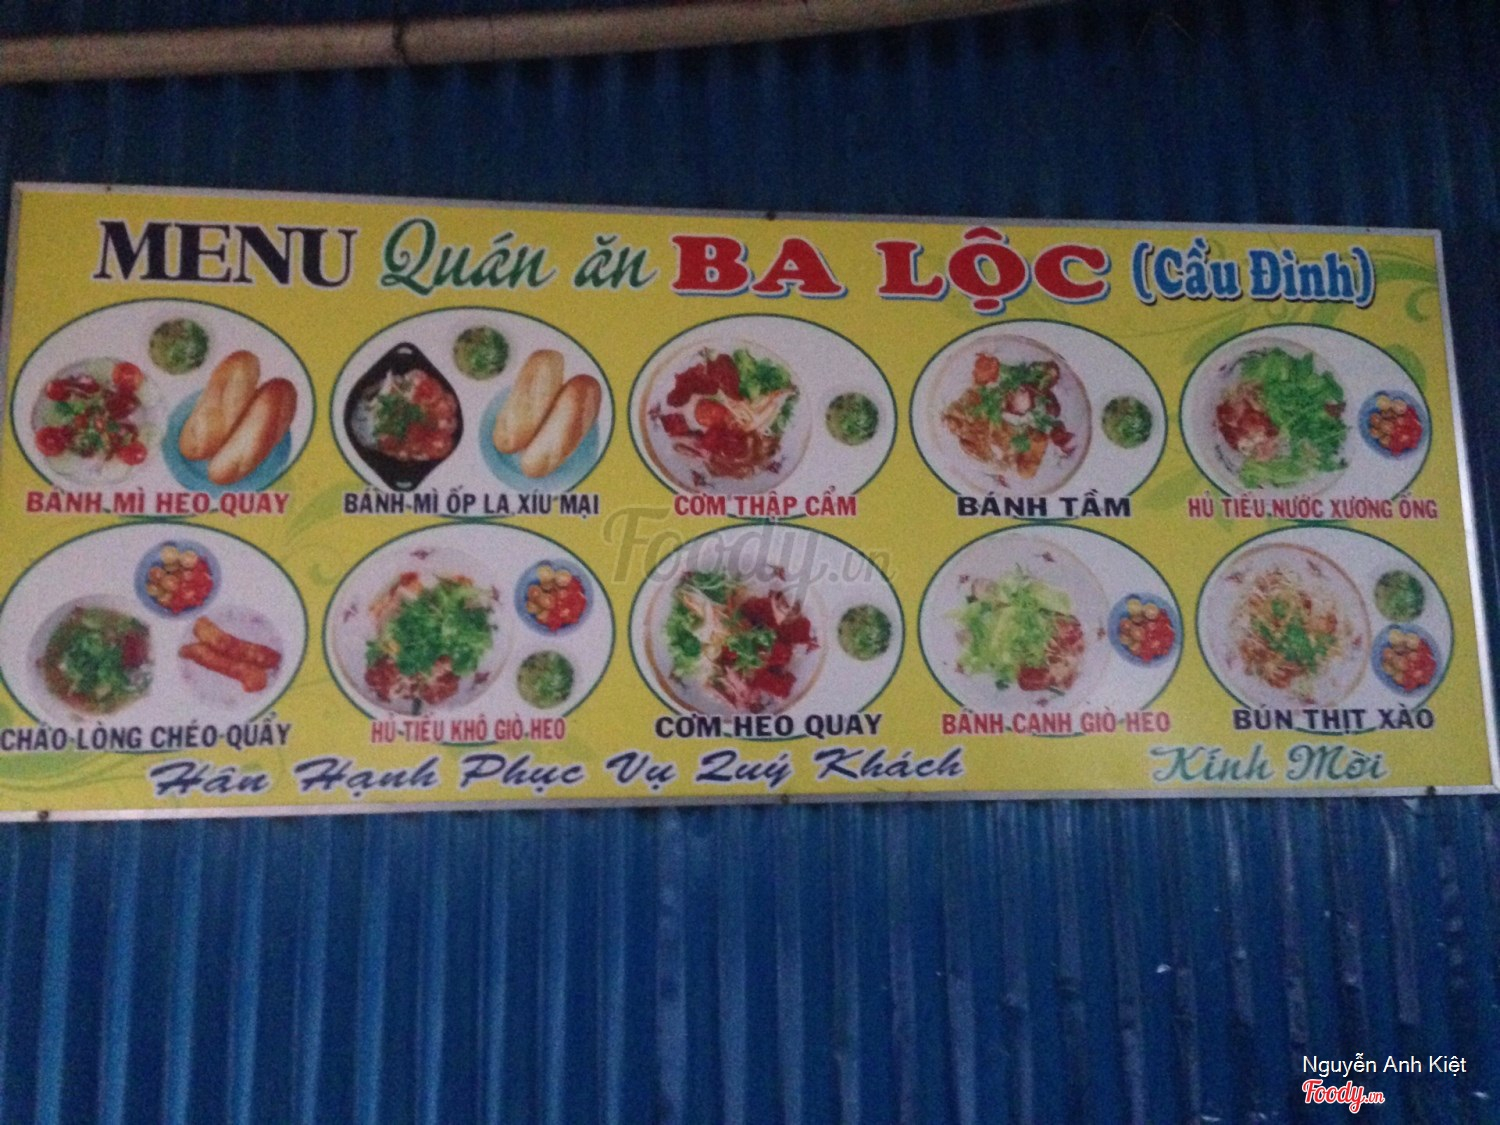 MENU Quán ăn BA LỘC (Cầu Đình)
BÁNH MÌ HEO QUAY
BÁNH MÌ ỐP LA XÍU MẠI
CƠM THẬP CẨM
BÁNH TẦM
HỦ TIẾU NƯỚC XƯƠNG ỐNG
CHÁO LÒNG CHÉO QUẨY
HỦ TIẾU KHÔ GIÒ HEO
CƠM HEO QUAY
BÁNH CANH GIÒ HEO
BÚN THỊT XÀO
Hân Hạnh Phục Vụ Quý Khách
Kính Mời
Foody.vn
Nguyễn Anh Kiệt
Foody.vn